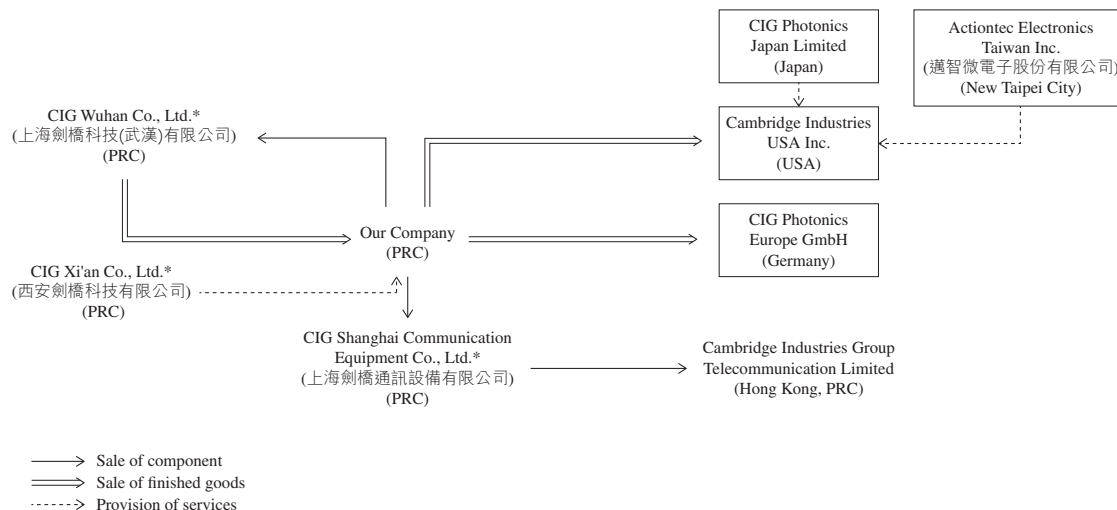 CIG Photonics
Japan Limited
(Japan)
Actiontec Electronics
Taiwan Inc.
(邁智微電子股份有限公司)
(New Taipei City)
CIG Wuhan Co., Ltd.*
(上海劍橋科技(武漢)有限公司)
(PRC)
Cambridge Industries
USA Inc.
(USA)
Our Company
(PRC)
CIG Photonics
Europe GmbH
(Germany)
CIG Xi'an Co., Ltd.*
(西安劍橋科技有限公司)
(PRC)
CIG Shanghai Communication
Equipment Co., Ltd.*
(上海劍橋通訊設備有限公司)
(PRC)
Cambridge Industries Group
Telecommunication Limited
(Hong Kong, PRC)
Sale of component
Sale of finished goods
Provision of services